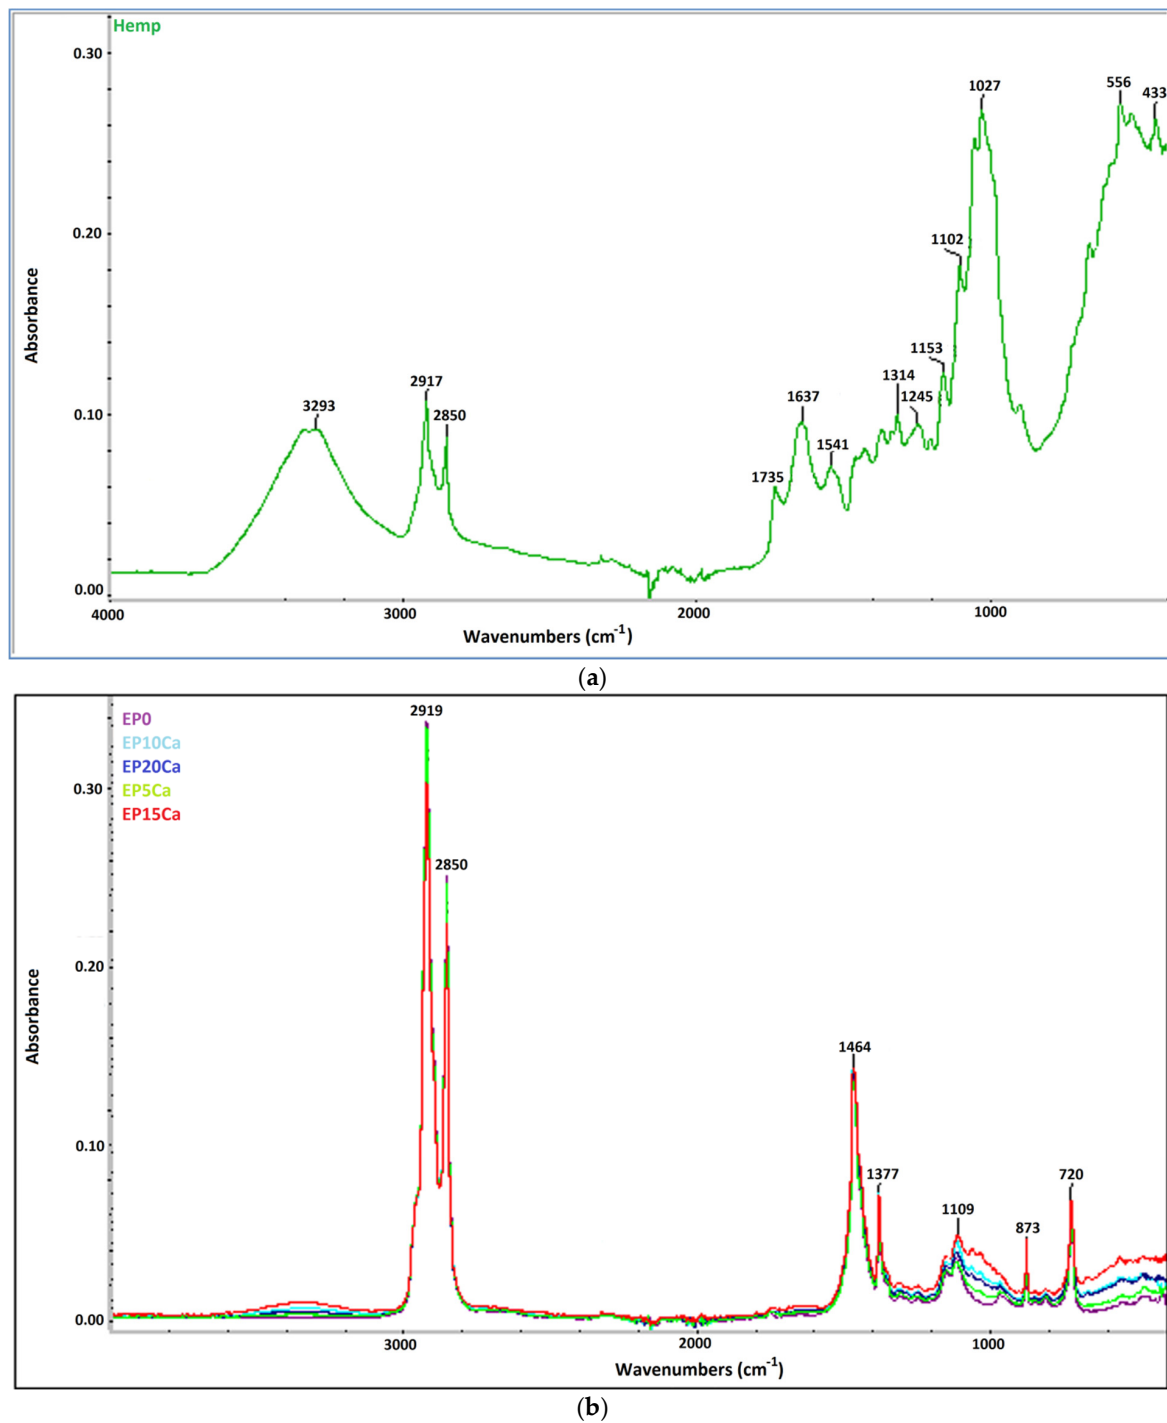 Hemp
0.30
1027
556
433
0.20
1102
Absorbance
1153
2917
1314
3293
2850
1637
1245
0.10
1541
1735
0.00
4000
3000
2000
1000
Wavenumbers (cm-1)
(a)
2919
EP0
EP10Ca
EP20Ca
0.30
EP5Ca
EP15Ca
2850
0.20
Absorbance
1464
0.10
1377
720
1109
873
0.00
3000
2000
1000
Wavenumbers (cm-1)
(b)